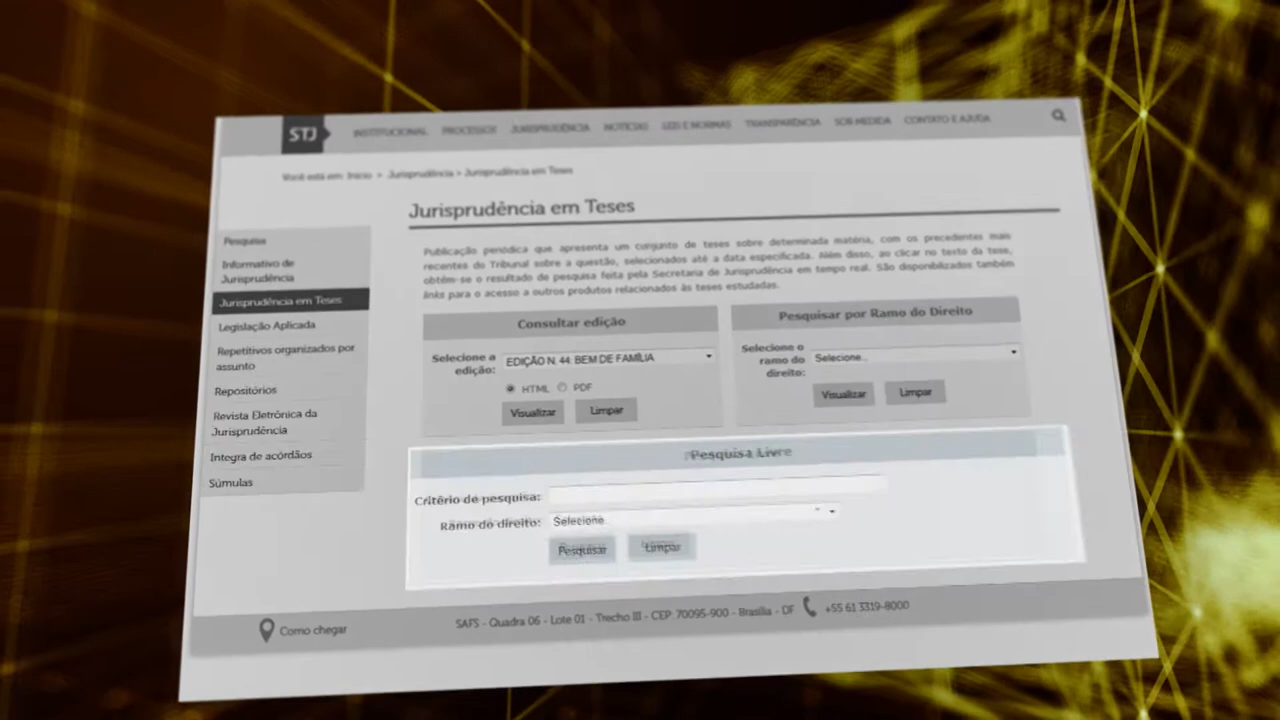 STJ
INSTITUCIONAL PROCESSOS JURISPRUDÊNCIA NOTÍCIAS LEIS E NORMAS TRANSPARÊNCIA SOB MEDIDA CONTATO E AJUDA
Você está em: Início > Jurisprudência > Jurisprudência em Teses
Jurisprudência em Teses
Pesquisa
Informativo de
Jurisprudência
Jurisprudência em Teses
Legislação Aplicada
Repetitivos organizados por
assunto
Repositórios
Revista Eletrônica da
Jurisprudência
Íntegra de acórdãos
Súmulas
Publicação periódica que apresenta um conjunto de teses sobre determinada matéria, com os precedentes mais
recentes do Tribunal sobre a questão, selecionados até a data especificada. Além disso, ao clicar no texto da tese,
obtém-se o resultado de pesquisa feita pela Secretaria de Jurisprudência em tempo real. São disponibilizados também
links para o acesso a outros produtos relacionados às teses estudadas.
Consultar edição
Selecione a
edição:
EDIÇÃO N. 44: BEM DE FAMÍLIA
HTML PDF
Visualizar Limpar
Pesquisar por Ramo do Direito
Selecione o
ramo do
direito:
Selecione..
Visualizar Limpar
Pesquisa Livre
Critério de pesquisa:
Ramo do direito: Selecione
Pesquisar Limpar
Como chegar
SAFS - Quadra 06 - Lote 01 - Trecho III - CEP: 70095-900 - Brasília - DF +55 61 3319-8000